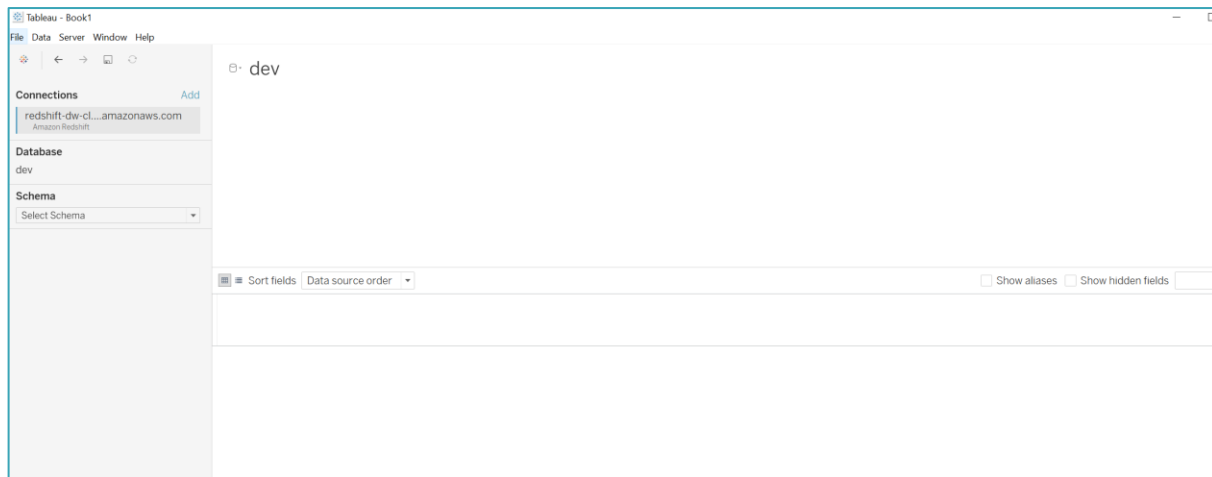 Tableau - Book1
File Data Server Window Help
dev
Connections Add
redshift-dw-cl....amazonaws.com
Amazon Redshift
Database
dev
Schema
Select Schema
Sort fields Data source order
Show aliases Show hidden fields